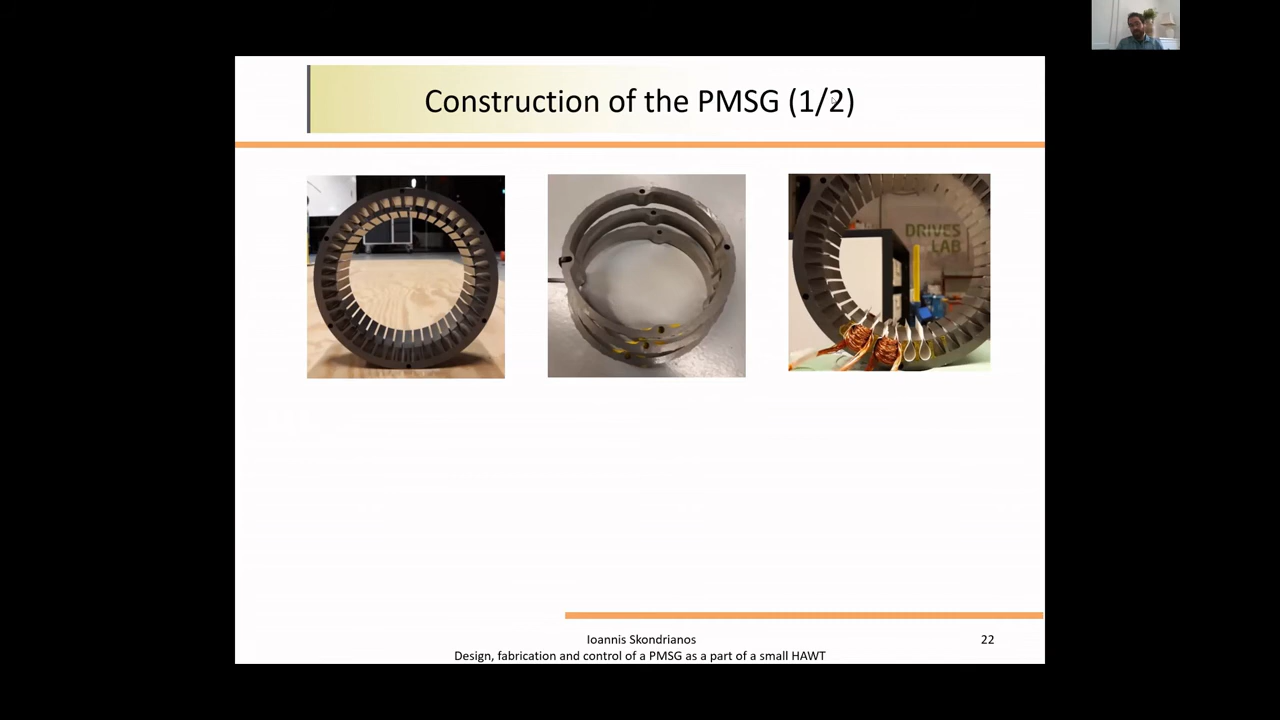 Construction of the PMSG (1/2)
DRIVES
LAB
Ioannis Skondrianos
22
Design, fabrication and control of a PMSG as a part of a small HAWT